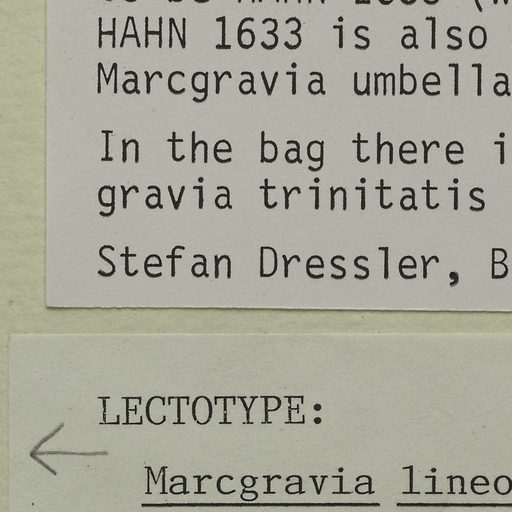 HAHN 1633 is also
Marcgravia umbella
In the bag there i
gravia trinitatis
Stefan Dressler, B
LECTOTYPE:
Marcgravia lineo